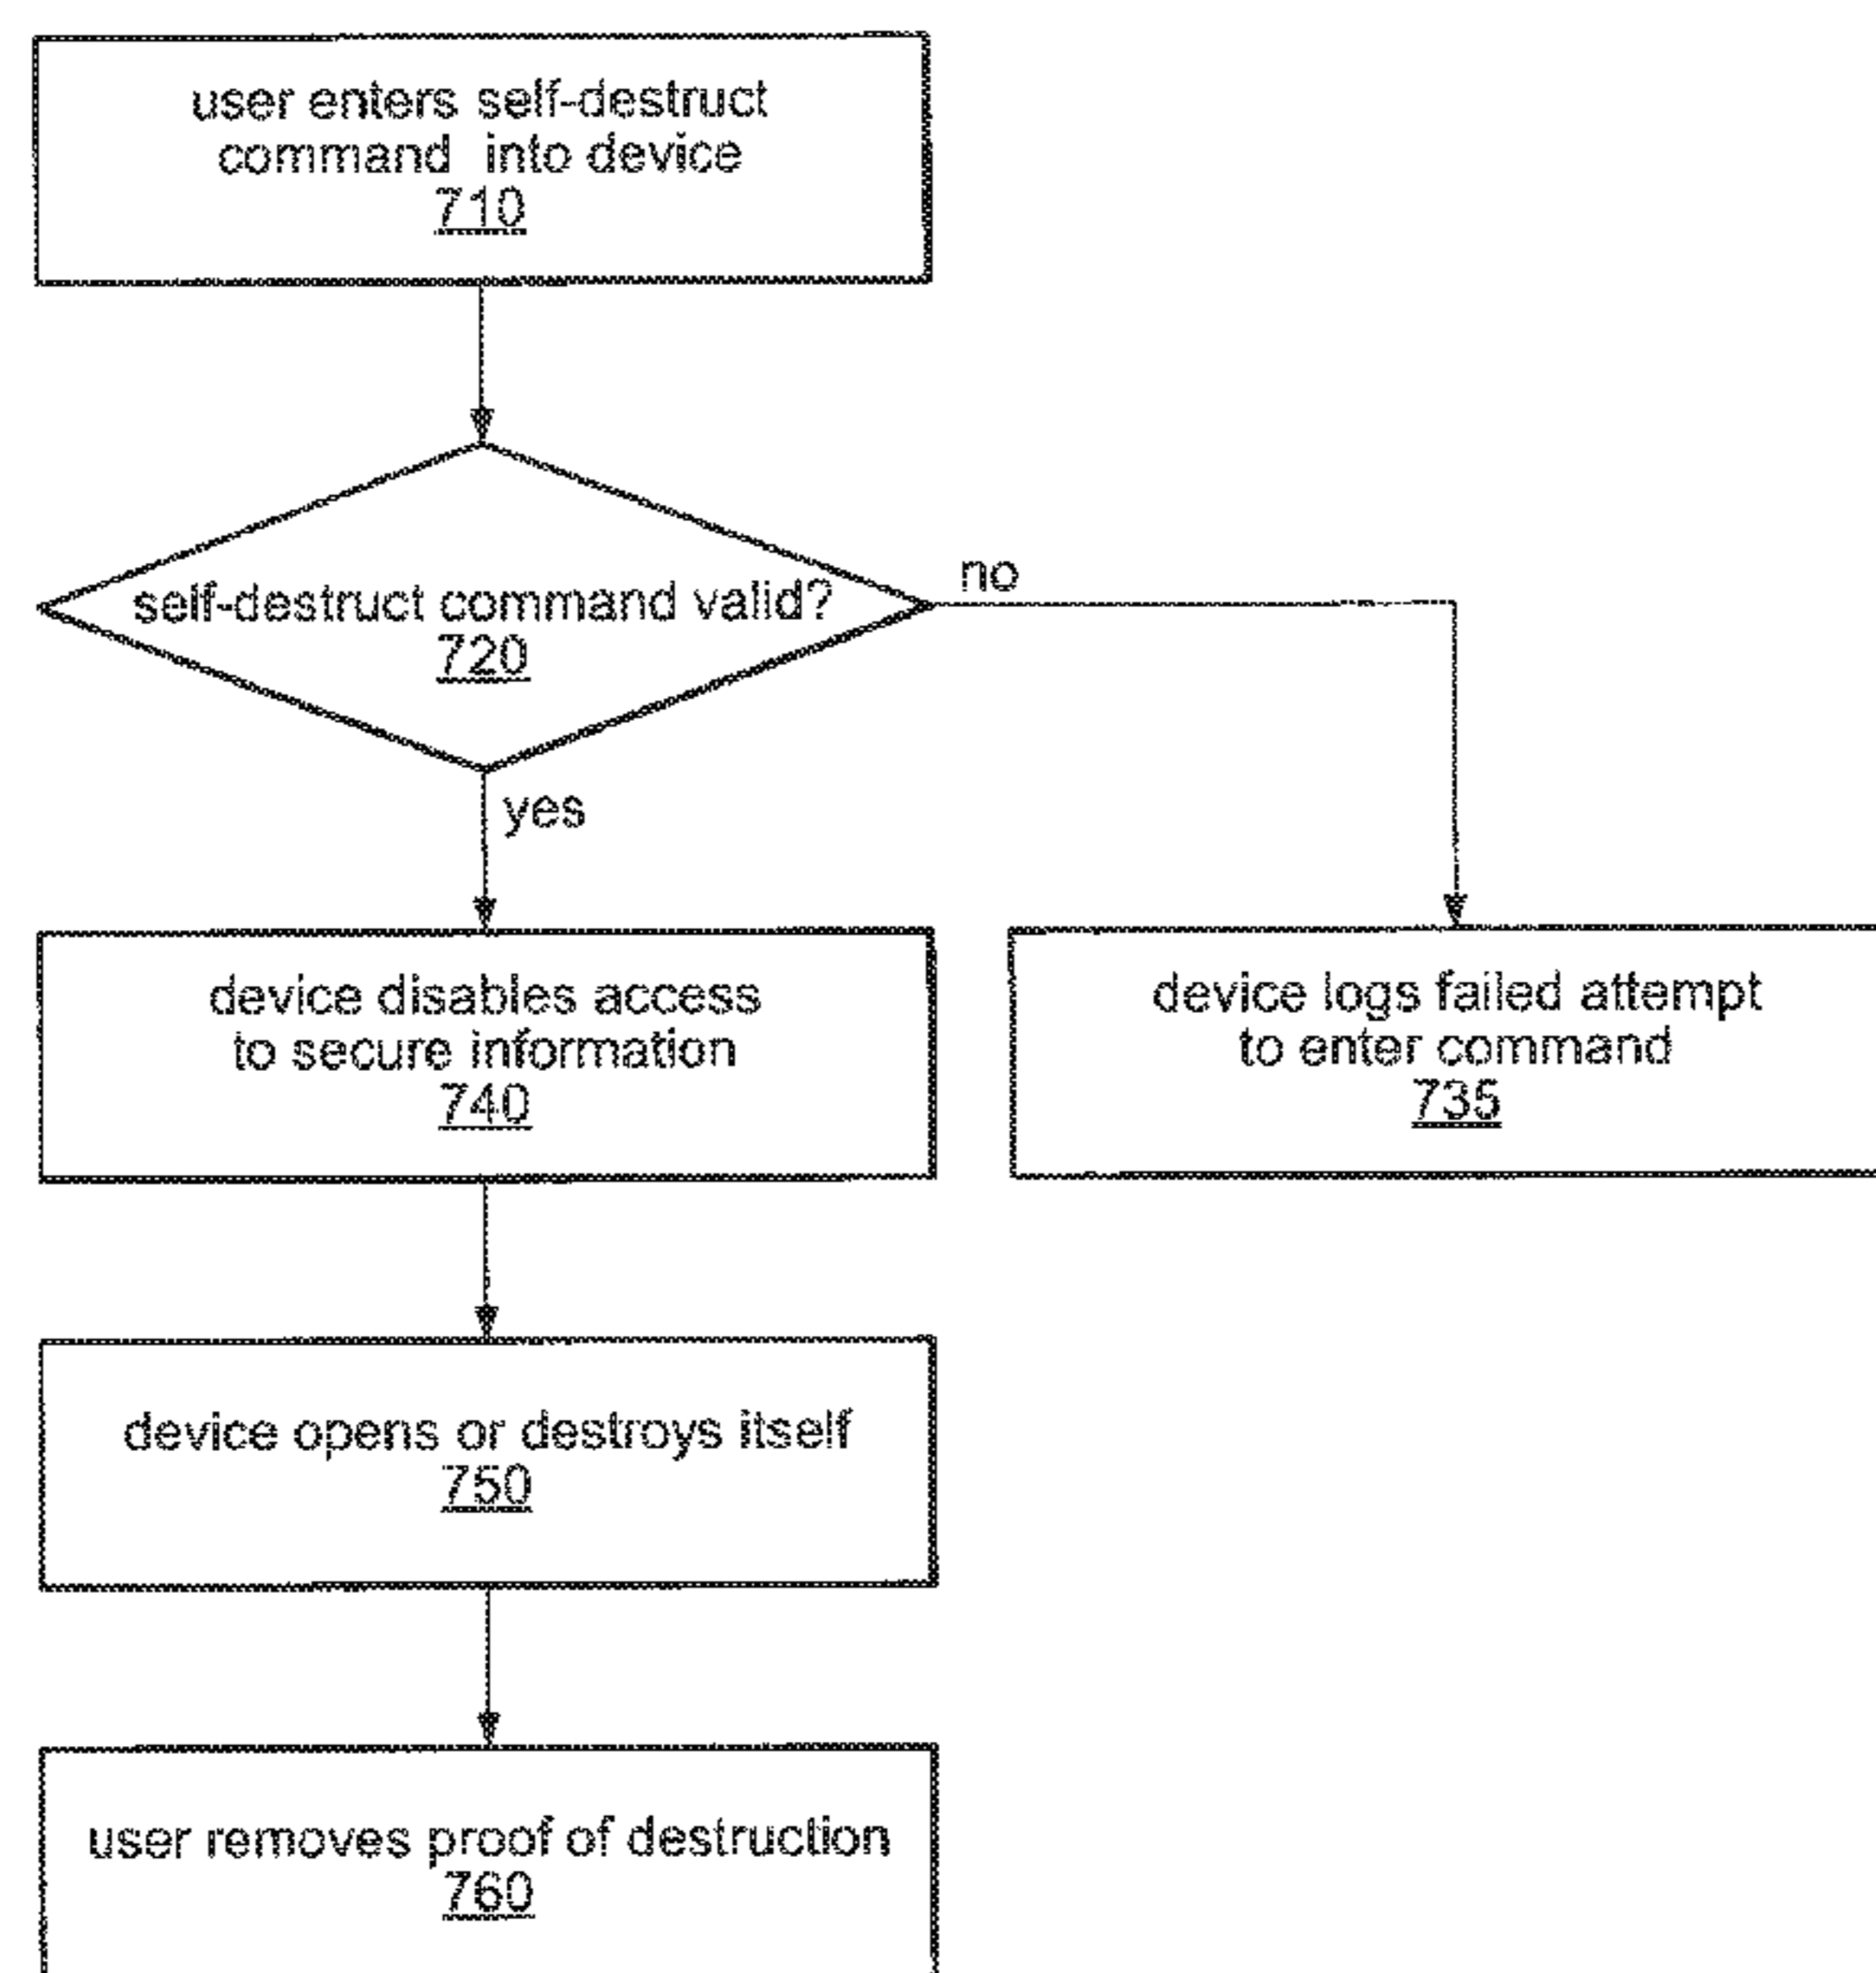 user enters self-destruct
command into device
710
self-destruct command valid?
720
no
yes
device disables access
to secure information
740
device logs failed attempt
to enter command
735
device opens or destroys itself
750
user removes proof of destruction
760